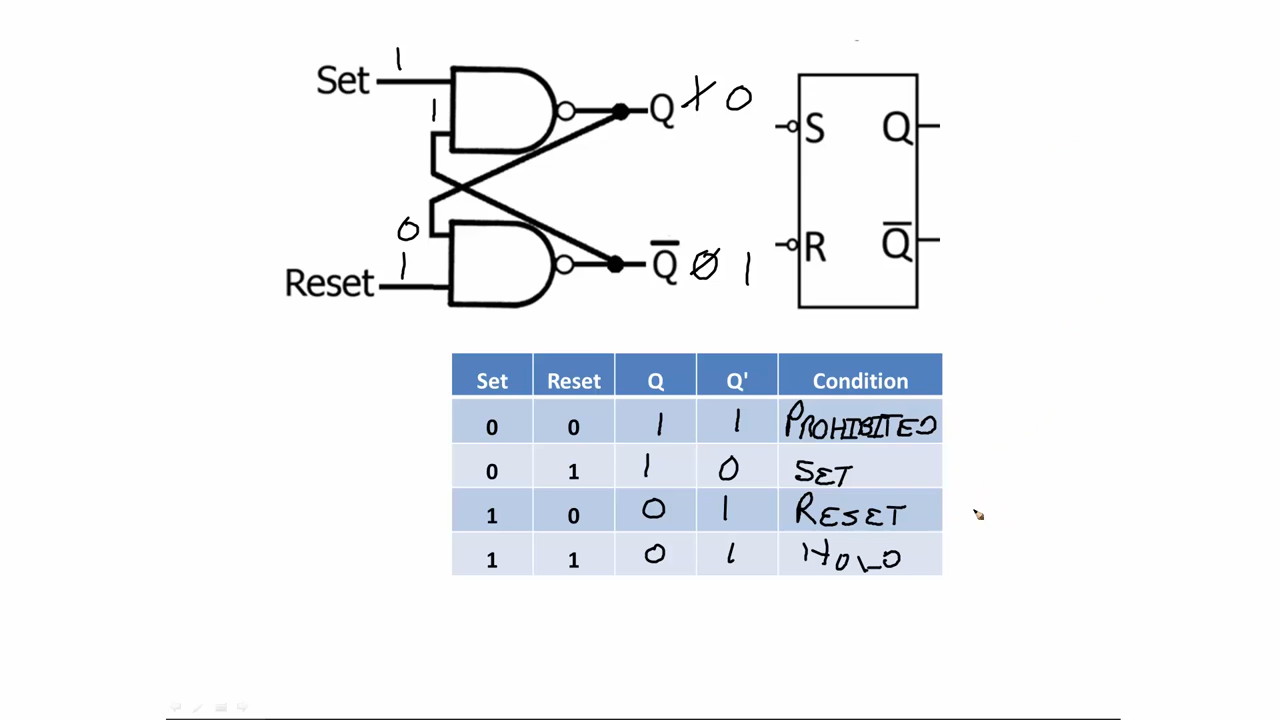 1
Set
1
Q 1 0
S Q
0
1
Reset
Q̅ 0 1
R Q̅
Set Reset Q Q' Condition
0 0 1 1 PROHIBITED
0 1 1 0 SET
1 0 0 1 RESET
1 1 0 1 HOLD